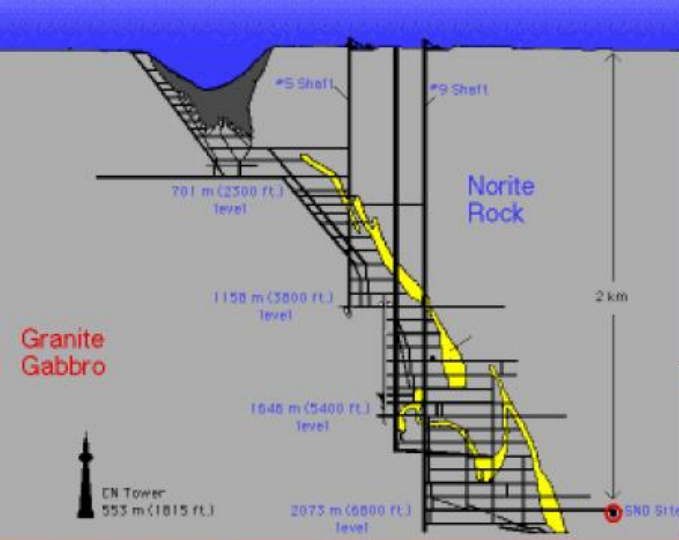 #5 Shaft
#9 Shaft
701 m (2300 ft.)
level
Norite
Rock
1158 m (3800 ft.)
level
2 km
Granite
Gabbro
1646 m (5400 ft.)
level
CN Tower
553 m (1815 ft.)
2073 m (6800 ft.)
level
SNO Site